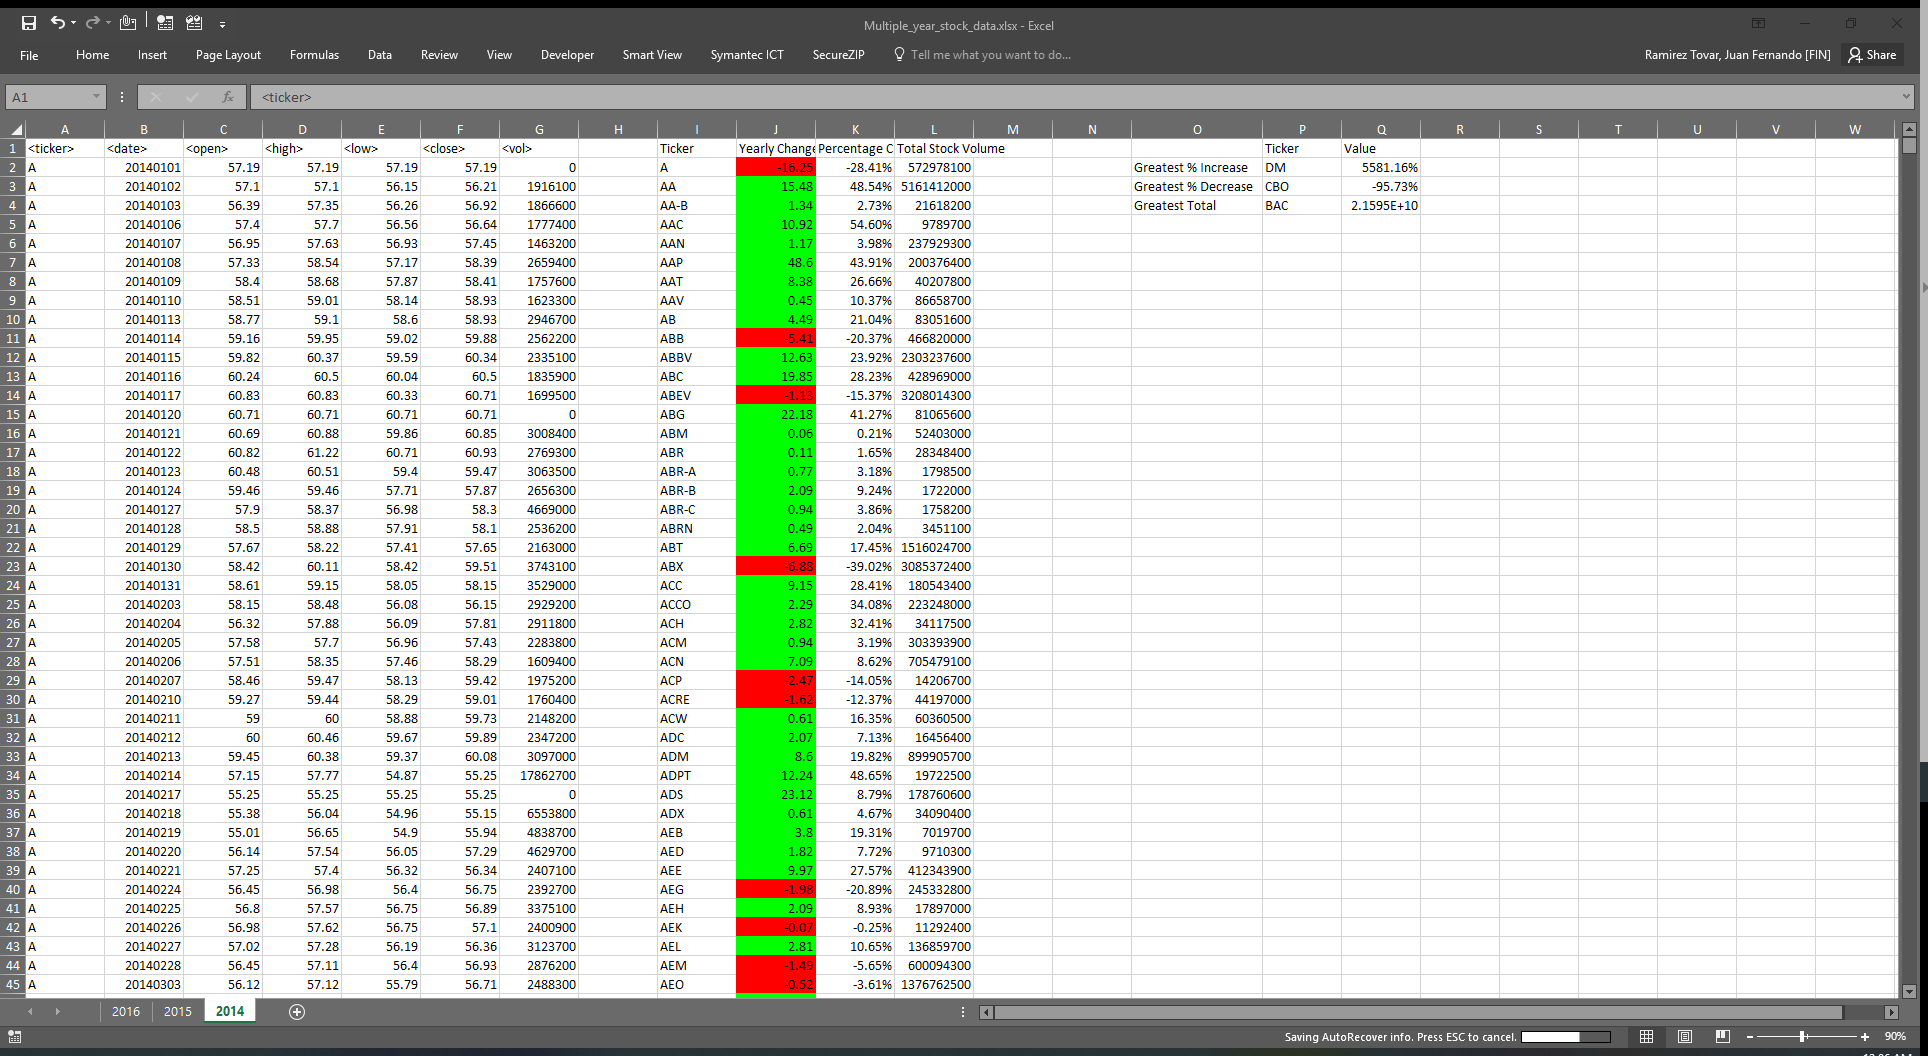 Multiple_year_stock_data.xlsx - Excel
File Home Insert Page Layout Formulas Data Review View Developer Smart View Symantec ICT SecureZIP Tell me what you want to do... Ramirez Tovar, Juan Fernando [FIN] Share
A1 fx <ticker>
A B C D E F G H I J K L M N O P Q R S T U V W
1 <ticker> <date> <open> <high> <low> <close> <vol> Ticker Yearly Change Percentage C Total Stock Volume Ticker Value
2 A 20140101 57.19 57.19 57.19 57.19 0 A -16.25 -28.41% 572978100 Greatest % Increase DM 5581.16%
3 A 20140102 57.1 57.1 56.15 56.21 1916100 AA 15.48 48.54% 5161412000 Greatest % Decrease CBO -95.73%
4 A 20140103 56.39 57.35 56.26 56.92 1866600 AA-B 1.34 2.73% 21618200 Greatest Total BAC 2.1595E+10
5 A 20140106 57.4 57.7 56.56 56.64 1777400 AAC 10.92 54.60% 9789700
6 A 20140107 56.95 57.63 56.93 57.45 1463200 AAN 1.17 3.98% 237929300
7 A 20140108 57.33 58.54 57.17 58.39 2659400 AAP 48.6 43.91% 200376400
8 A 20140109 58.4 58.68 57.87 58.41 1757600 AAT 8.38 26.66% 40207800
9 A 20140110 58.51 59.01 58.14 58.93 1623300 AAV 0.45 10.37% 86658700
10 A 20140113 58.77 59.1 58.6 58.93 2946700 AB 4.49 21.04% 83051600
11 A 20140114 59.16 59.95 59.02 59.88 2562200 ABB -5.41 -20.37% 466820000
12 A 20140115 59.82 60.37 59.59 60.34 2335100 ABBV 12.63 23.92% 2303237600
13 A 20140116 60.24 60.5 60.04 60.5 1835900 ABC 19.85 28.23% 428969000
14 A 20140117 60.83 60.83 60.33 60.71 1699500 ABEV -1.13 -15.37% 3208014300
15 A 20140120 60.71 60.71 60.71 60.71 0 ABG 22.18 41.27% 81065600
16 A 20140121 60.69 60.88 59.86 60.85 3008400 ABM 0.06 0.21% 52403000
17 A 20140122 60.82 61.22 60.71 60.93 2769300 ABR 0.11 1.65% 28348400
18 A 20140123 60.48 60.51 59.4 59.47 3063500 ABR-A 0.77 3.18% 1798500
19 A 20140124 59.46 59.46 57.71 57.87 2656300 ABR-B 2.09 9.24% 1722000
20 A 20140127 57.9 58.37 56.98 58.3 4669000 ABR-C 0.94 3.86% 1758200
21 A 20140128 58.5 58.88 57.91 58.1 2536200 ABRN 0.49 2.04% 3451100
22 A 20140129 57.67 58.22 57.41 57.65 2163000 ABT 6.69 17.45% 1516024700
23 A 20140130 58.42 60.11 58.42 59.51 3743100 ABX -6.88 -39.02% 3085372400
24 A 20140131 58.61 59.15 58.05 58.15 3529000 ACC 9.15 28.41% 180543400
25 A 20140203 58.15 58.48 56.08 56.15 2929200 ACCO 2.29 34.08% 223248000
26 A 20140204 56.32 57.88 56.09 57.81 2911800 ACH 2.82 32.41% 34117500
27 A 20140205 57.58 57.7 56.96 57.43 2283800 ACM 0.94 3.19% 303393900
28 A 20140206 57.51 58.35 57.46 58.29 1609400 ACN 7.09 8.62% 705479100
29 A 20140207 58.46 59.47 58.13 59.42 1975200 ACP -2.47 -14.05% 14206700
30 A 20140210 59.27 59.44 58.29 59.01 1760400 ACRE -1.62 -12.37% 44197000
31 A 20140211 59 60 58.88 59.73 2148200 ACW 0.61 16.35% 60360500
32 A 20140212 60 60.46 59.67 59.89 2347200 ADC 2.07 7.13% 16456400
33 A 20140213 59.45 60.38 59.37 60.08 3097000 ADM 8.6 19.82% 899905700
34 A 20140214 57.15 57.77 54.87 55.25 17862700 ADPT 12.24 48.65% 19722500
35 A 20140217 55.25 55.25 55.25 55.25 0 ADS 23.12 8.79% 178760600
36 A 20140218 55.38 56.04 54.96 55.15 6553800 ADX 0.61 4.67% 34090400
37 A 20140219 55.01 56.65 54.9 55.94 4838700 AEB 3.8 19.31% 7019700
38 A 20140220 56.14 57.54 56.05 57.29 4629700 AED 1.82 7.72% 9710300
39 A 20140221 57.25 57.4 56.32 56.34 2407100 AEE 9.97 27.57% 412343900
40 A 20140224 56.45 56.98 56.4 56.75 2392700 AEG -1.98 -20.89% 245332800
41 A 20140225 56.8 57.57 56.75 56.89 3375100 AEH 2.09 8.93% 17897000
42 A 20140226 56.98 57.62 56.75 57.1 2400900 AEK -0.07 -0.25% 11292400
43 A 20140227 57.02 57.28 56.19 56.36 3123700 AEL 2.81 10.65% 136859700
44 A 20140228 56.45 57.11 56.4 56.93 2876200 AEM -1.49 -5.65% 600094300
45 A 20140303 56.12 57.12 55.79 56.71 2488300 AEO -0.52 -3.61% 1376762500
2016 2015 2014
Saving AutoRecover info. Press ESC to cancel. 90%